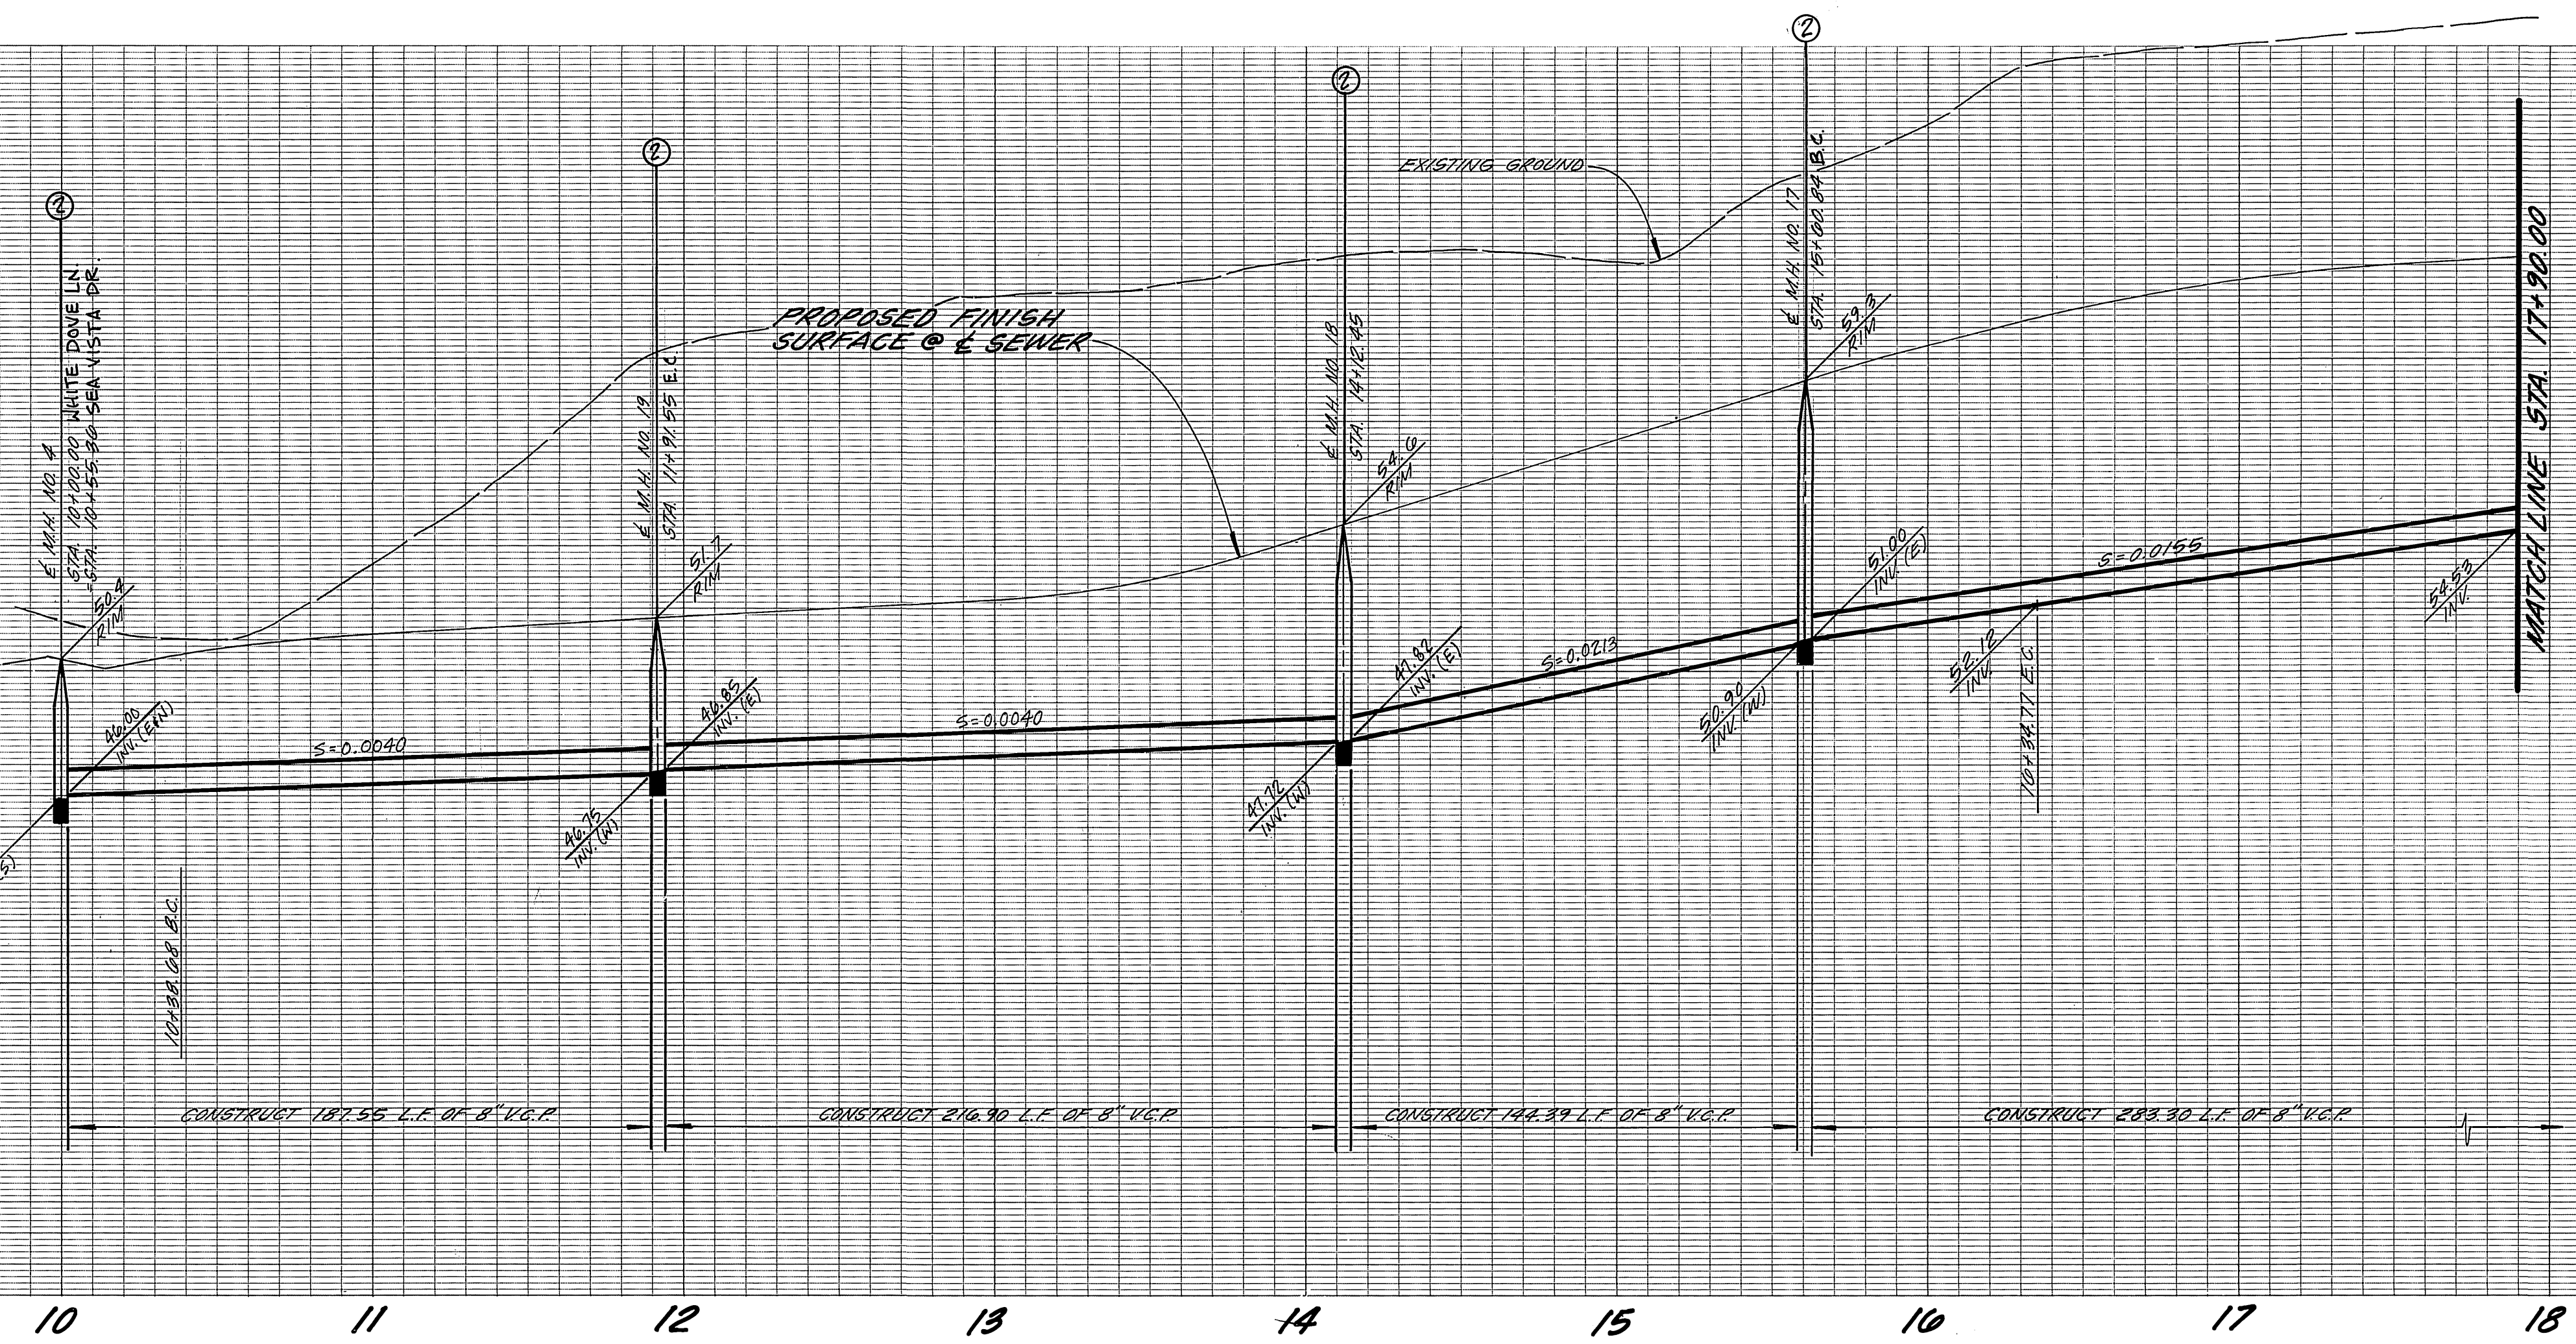 2
2
2
2
℄ M.H. NO. 4
STA. 10+00.00 WHITE DOVE LN.
=STA. 10+55.36 SEA VISTA DR.
50.4
RIM
46.00
INV. (E&N)
S=0.0040
10+38.68 B.C.
℄ M.H. NO. 19
STA. 11+91.55 E.C.
51.7
RIM
46.85
INV. (E)
46.75
INV. (W)
S=0.0040
PROPOSED FINISH
SURFACE @ ℄ SEWER
EXISTING GROUND
℄ M.H. NO. 18
STA. 14+12.45
54.6
RIM
47.82
INV. (E)
47.72
INV. (W)
S=0.0213
℄ M.H. NO. 17
STA. 15+60.84 B.C.
59.3
RIM
51.00
INV. (E)
50.90
INV. (W)
S=0.0155
52.12
INV.
16+34.77 E.C.
54.53
INV.
MATCH LINE STA. 17+90.00
CONSTRUCT 187.55 L.F. OF 8" V.C.P.
CONSTRUCT 216.90 L.F. OF 8" V.C.P.
CONSTRUCT 144.39 L.F. OF 8" V.C.P.
CONSTRUCT 283.30 L.F. OF 8" V.C.P.
10 11 12 13 14 15 16 17 18